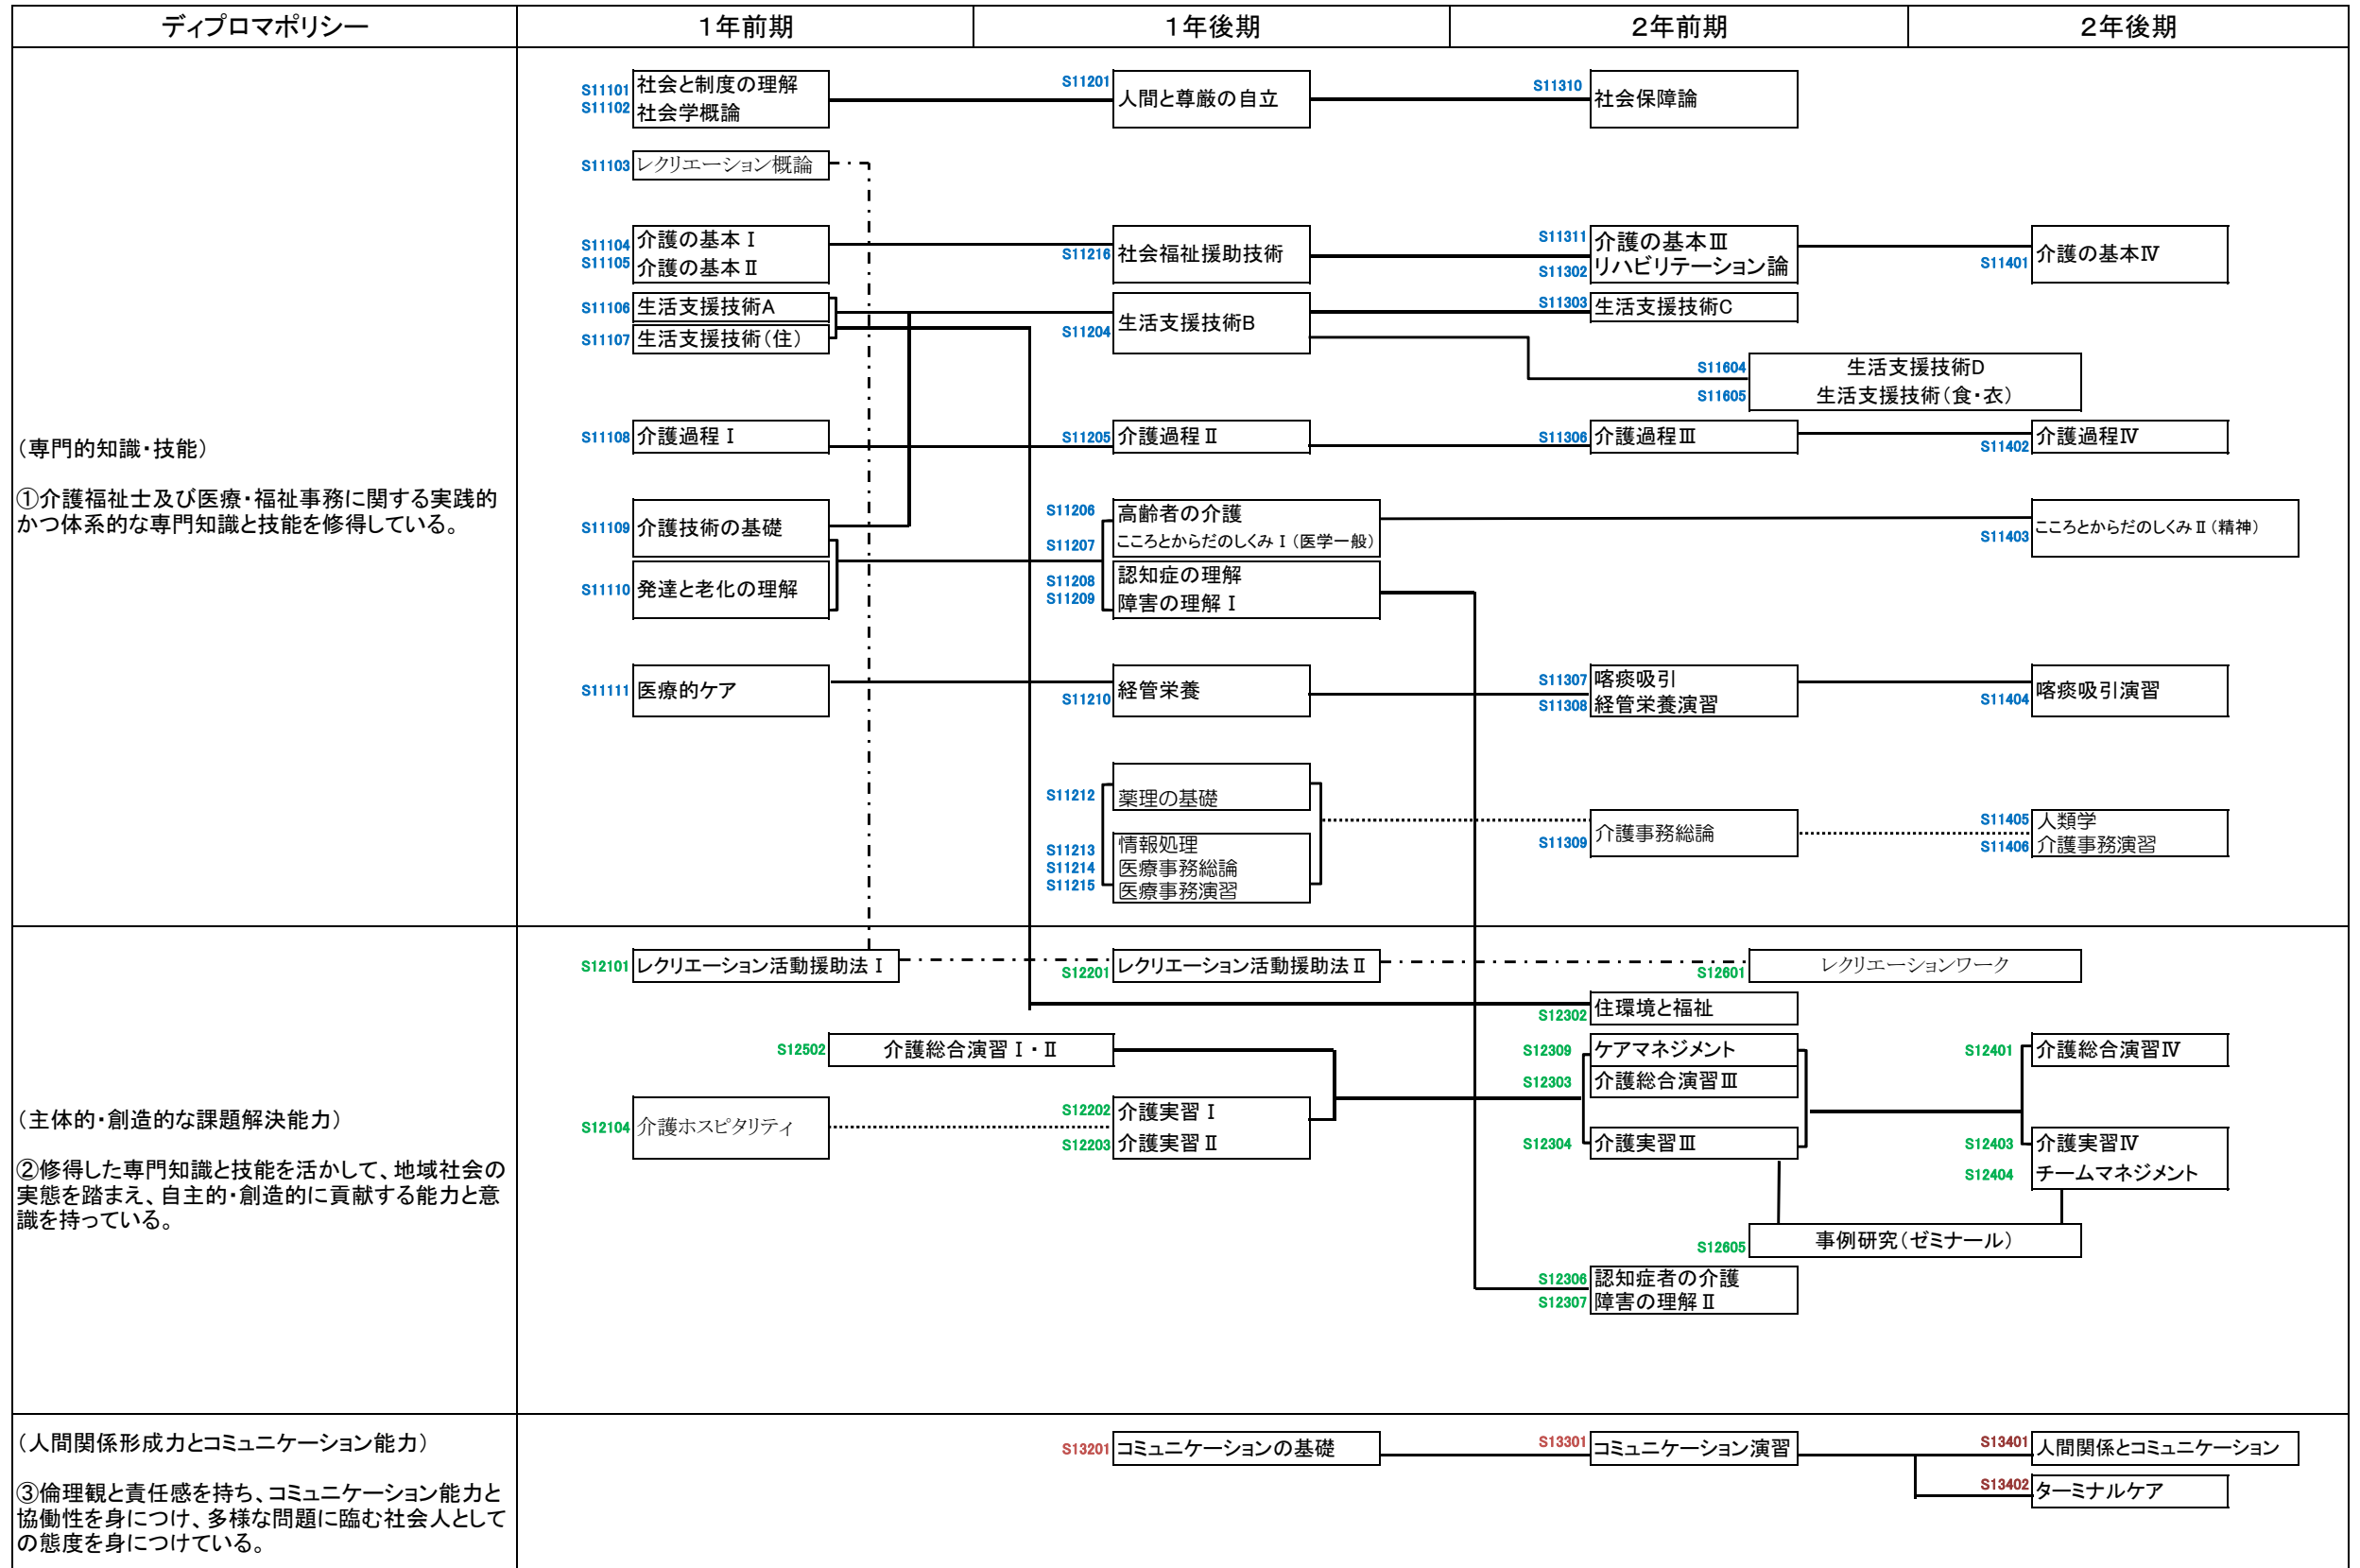 ディプロマポリシー 1年前期 1年後期 2年前期 2年後期
（専門的知識・技能）
①介護福祉士及び医療・福祉事務に関する実践的
かつ体系的な専門知識と技能を修得している。
S11101 社会と制度の理解
S11102 社会学概論
S11201 人間と尊厳の自立
S11310 社会保障論
S11103 レクリエーション概論
S11104 介護の基本Ⅰ
S11105 介護の基本Ⅱ
S11216 社会福祉援助技術
S11311 介護の基本Ⅲ
S11302 リハビリテーション論
S11401 介護の基本Ⅳ
S11106 生活支援技術A
S11107 生活支援技術（住）
S11204 生活支援技術B
S11303 生活支援技術C
S11604 生活支援技術D
S11605 生活支援技術（食・衣）
S11108 介護過程Ⅰ
S11205 介護過程Ⅱ
S11306 介護過程Ⅲ
S11402 介護過程Ⅳ
S11109 介護技術の基礎
S11110 発達と老化の理解
S11206 高齢者の介護
S11207 こころとからだのしくみⅠ（医学一般）
S11208 認知症の理解
S11209 障害の理解Ⅰ
S11403 こころとからだのしくみⅡ（精神）
S11111 医療的ケア
S11210 経管栄養
S11307 喀痰吸引
S11308 経管栄養演習
S11404 喀痰吸引演習
S11212 薬理の基礎
S11213 情報処理
S11214 医療事務総論
S11215 医療事務演習
S11309 介護事務総論
S11405 人類学
S11406 介護事務演習
（主体的・創造的な課題解決能力）
②修得した専門知識と技能を活かして、地域社会の
実態を踏まえ、自主的・創造的に貢献する能力と意
識を持っている。
S12101 レクリエーション活動援助法Ⅰ
S12201 レクリエーション活動援助法Ⅱ
S12601 レクリエーションワーク
S12302 住環境と福祉
S12502 介護総合演習Ⅰ・Ⅱ
S12309 ケアマネジメント
S12303 介護総合演習Ⅲ
S12401 介護総合演習Ⅳ
S12104 介護ホスピタリティ
S12202 介護実習Ⅰ
S12203 介護実習Ⅱ
S12304 介護実習Ⅲ
S12403 介護実習Ⅳ
S12404 チームマネジメント
S12605 事例研究（ゼミナール）
S12306 認知症者の介護
S12307 障害の理解Ⅱ
（人間関係形成力とコミュニケーション能力）
③倫理観と責任感を持ち、コミュニケーション能力と
協働性を身につけ、多様な問題に臨む社会人として
の態度を身につけている。
S13201 コミュニケーションの基礎
S13301 コミュニケーション演習
S13401 人間関係とコミュニケーション
S13402 ターミナルケア